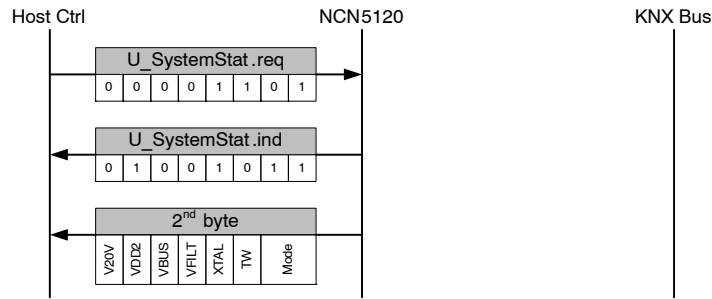 Host Ctrl NCN5120 KNX Bus
U_SystemStat.req
0 0 0 0 1 1 0 1
U_SystemStat.ind
0 1 0 0 1 0 1 1
2nd byte
V20V VDD2 VBUS VFILT XTAL TW Mode